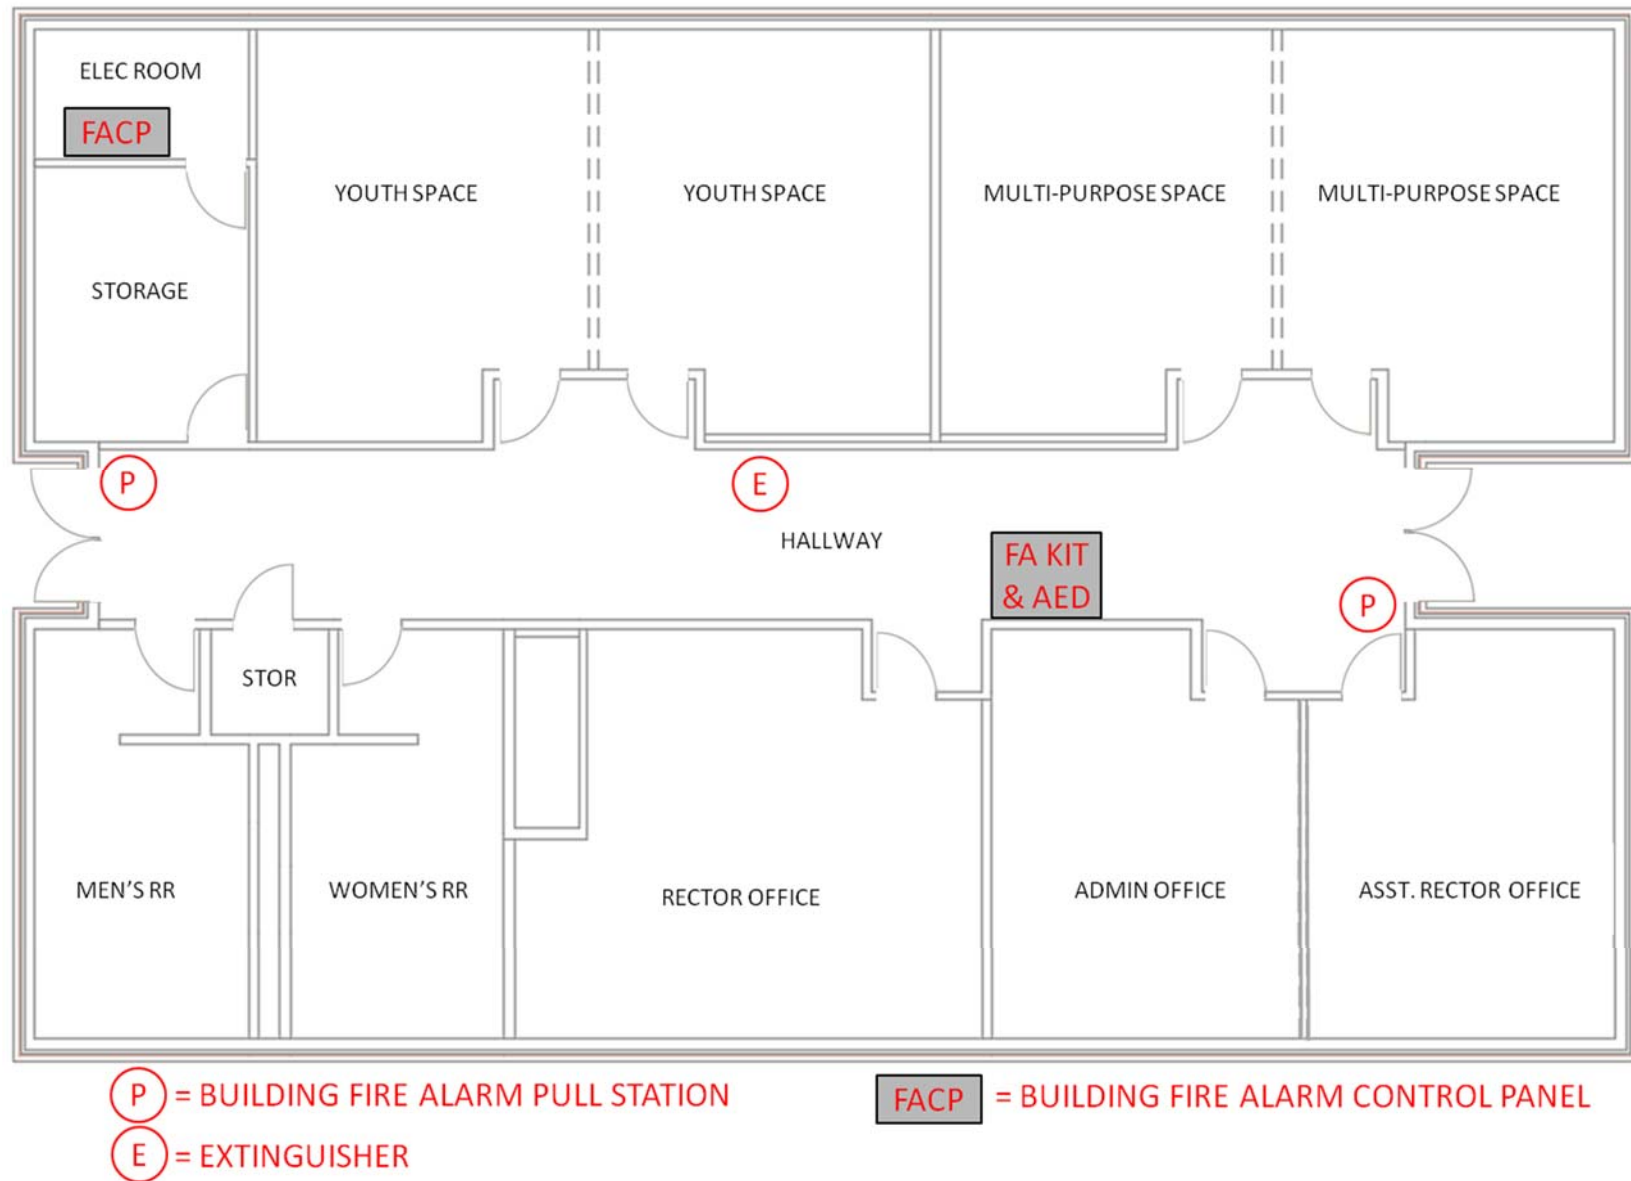 ELEC ROOM
FACP
YOUTH SPACE
YOUTH SPACE
MULTI-PURPOSE SPACE
MULTI-PURPOSE SPACE
STORAGE
P
E
HALLWAY
FA KIT
& AED
P
STOR
MEN'S RR
WOMEN'S RR
RECTOR OFFICE
ADMIN OFFICE
ASST. RECTOR OFFICE
P = BUILDING FIRE ALARM PULL STATION
FACP = BUILDING FIRE ALARM CONTROL PANEL
E = EXTINGUISHER